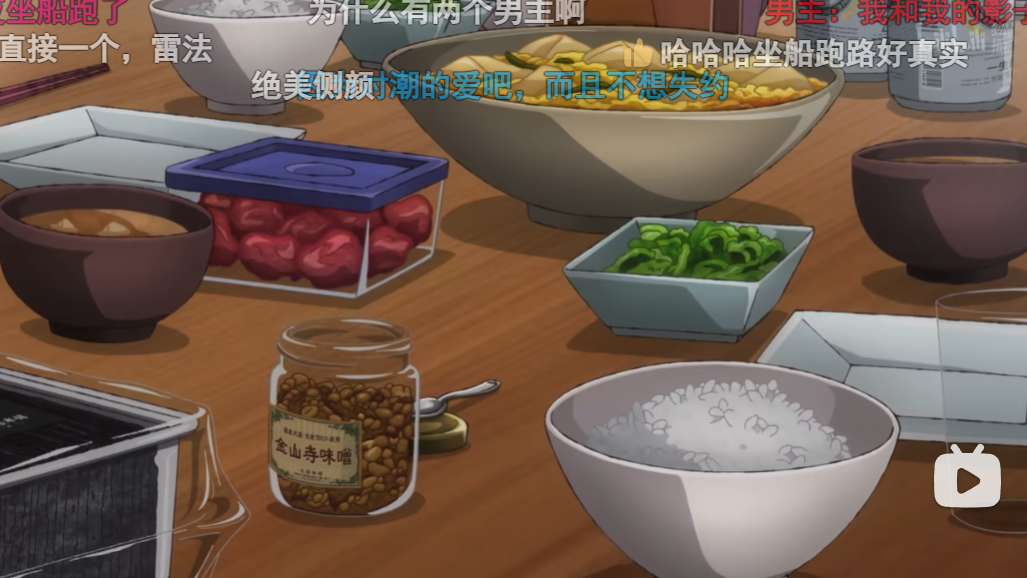 坐船跑了
为什么有两个男主啊
男主：我和我的影子
直接一个，雷法
哈哈哈坐船跑路好真实
绝美侧颜
时潮的爱吧，而且不想失约
金山寺味噌